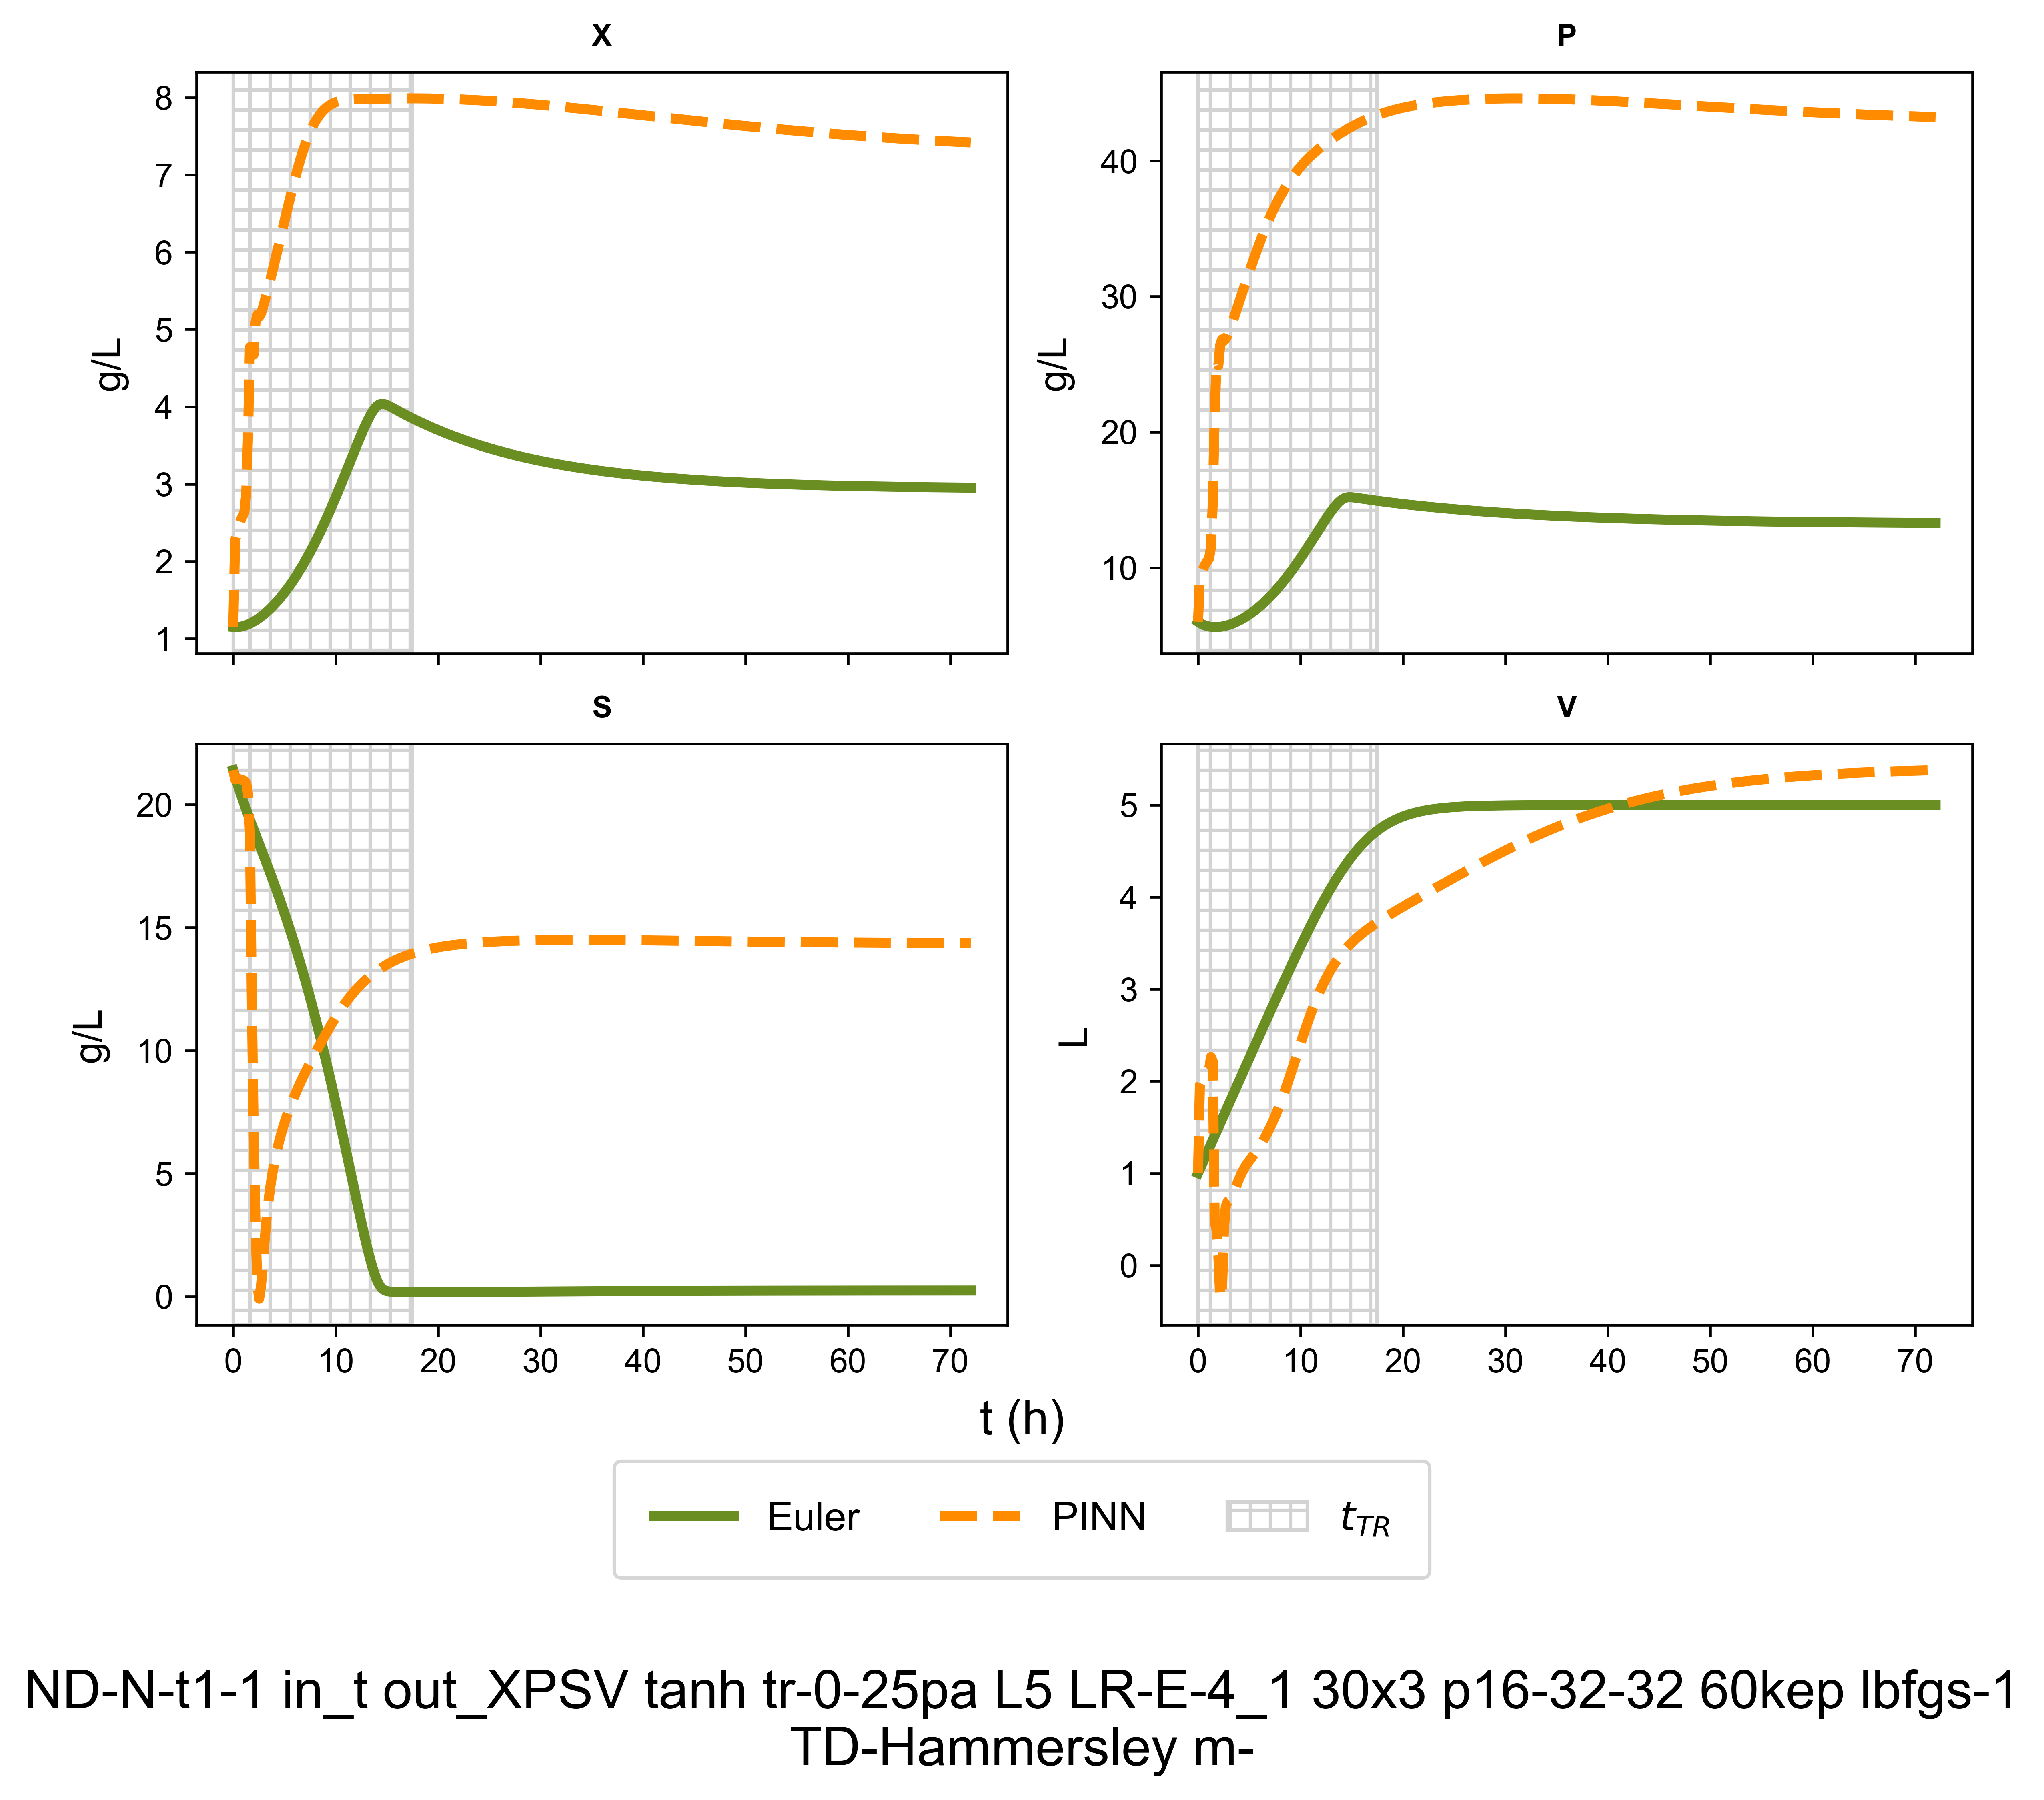 X
P
8
7
6
5
4
3
2
1
g/L
40
30
20
10
g/L
S
V
20
15
10
5
0
g/L
5
4
3
2
1
0
L
0 10 20 30 40 50 60 70
0 10 20 30 40 50 60 70
t (h)
Euler PINN t_TR
ND-N-t1-1 in_t out_XPSV tanh tr-0-25pa L5 LR-E-4_1 30x3 p16-32-32 60kep lbfgs-1
TD-Hammersley m-